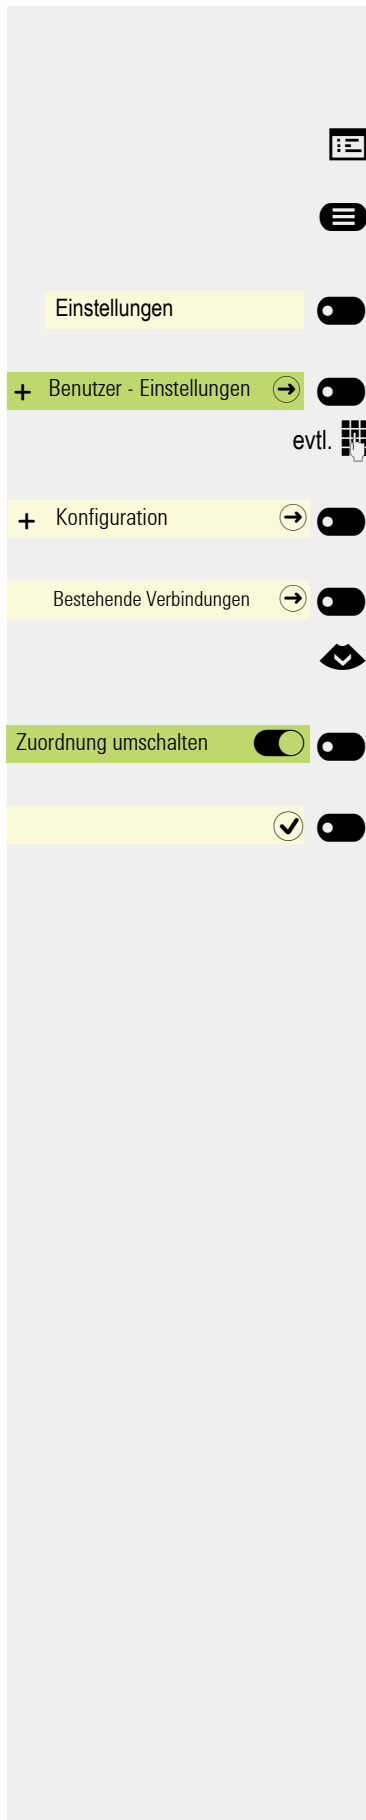 Einstellungen
Benutzer - Einstellungen
evtl.
Konfiguration
Bestehende Verbindungen
Zuordnung umschalten